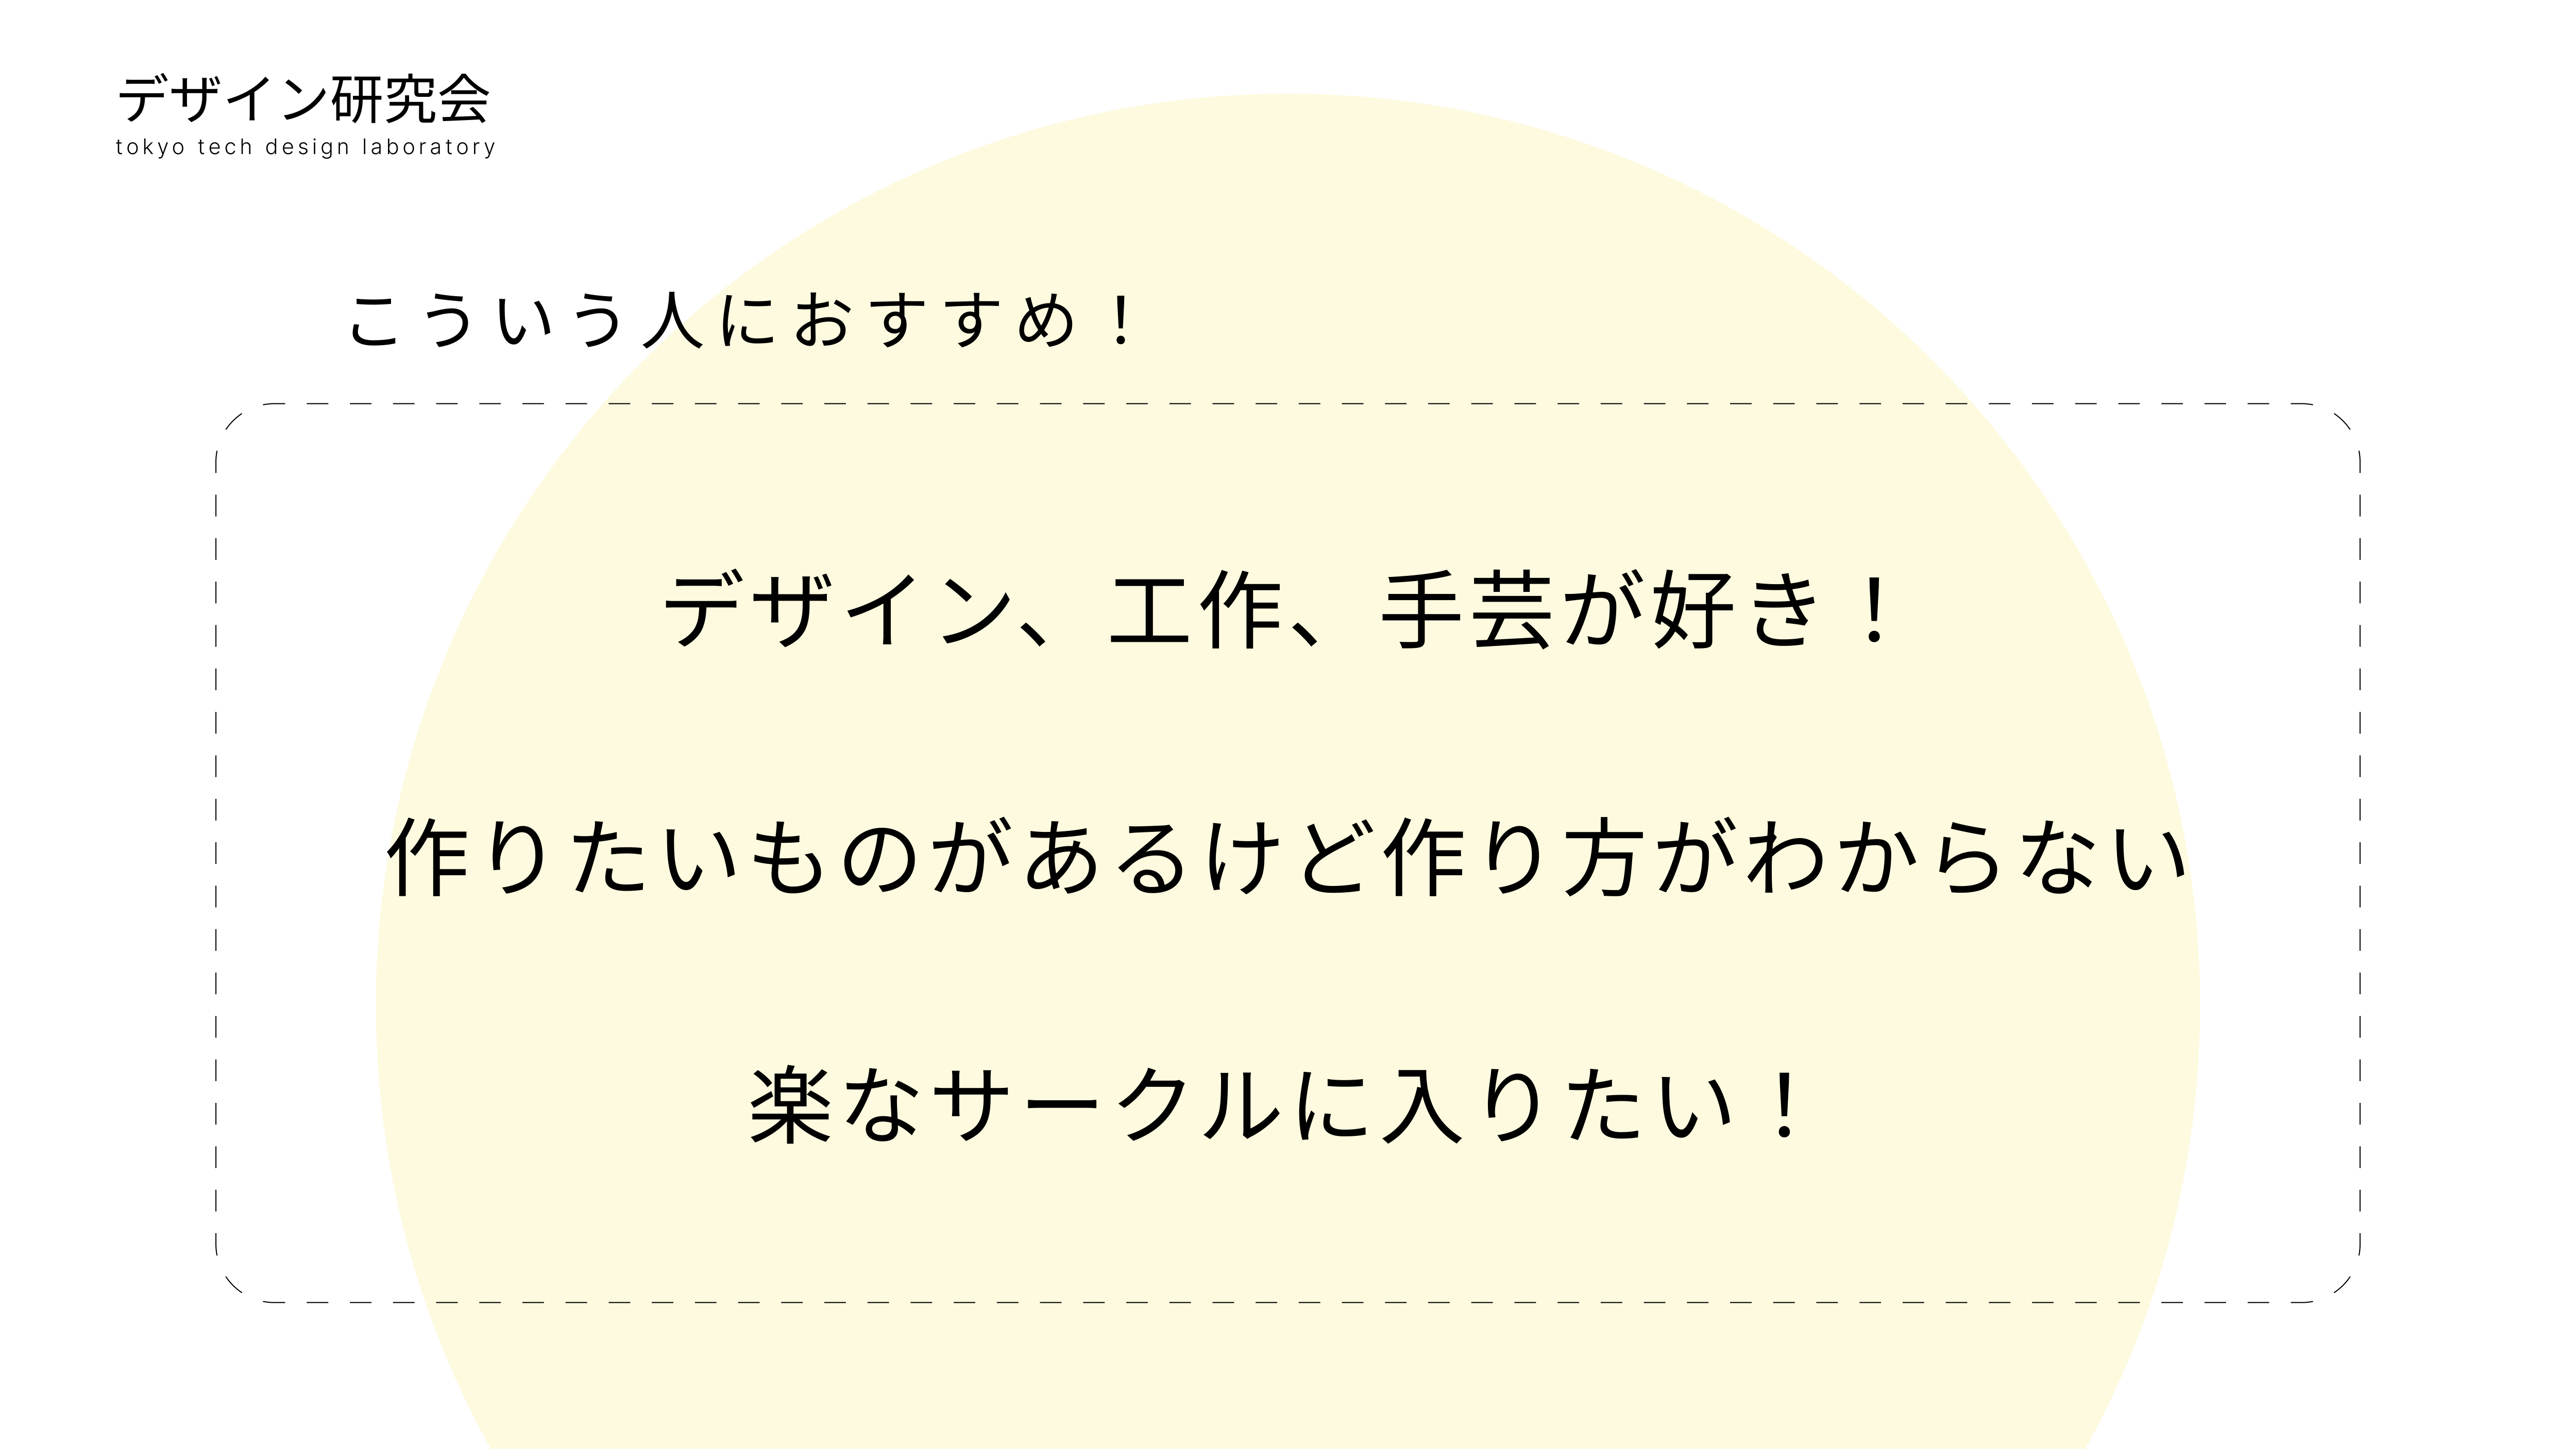 デザイン研究会
tokyo tech design laboratory
こういう人におすすめ！
デザイン、工作、手芸が好き！
作りたいものがあるけど作り方がわからない
楽なサークルに入りたい！